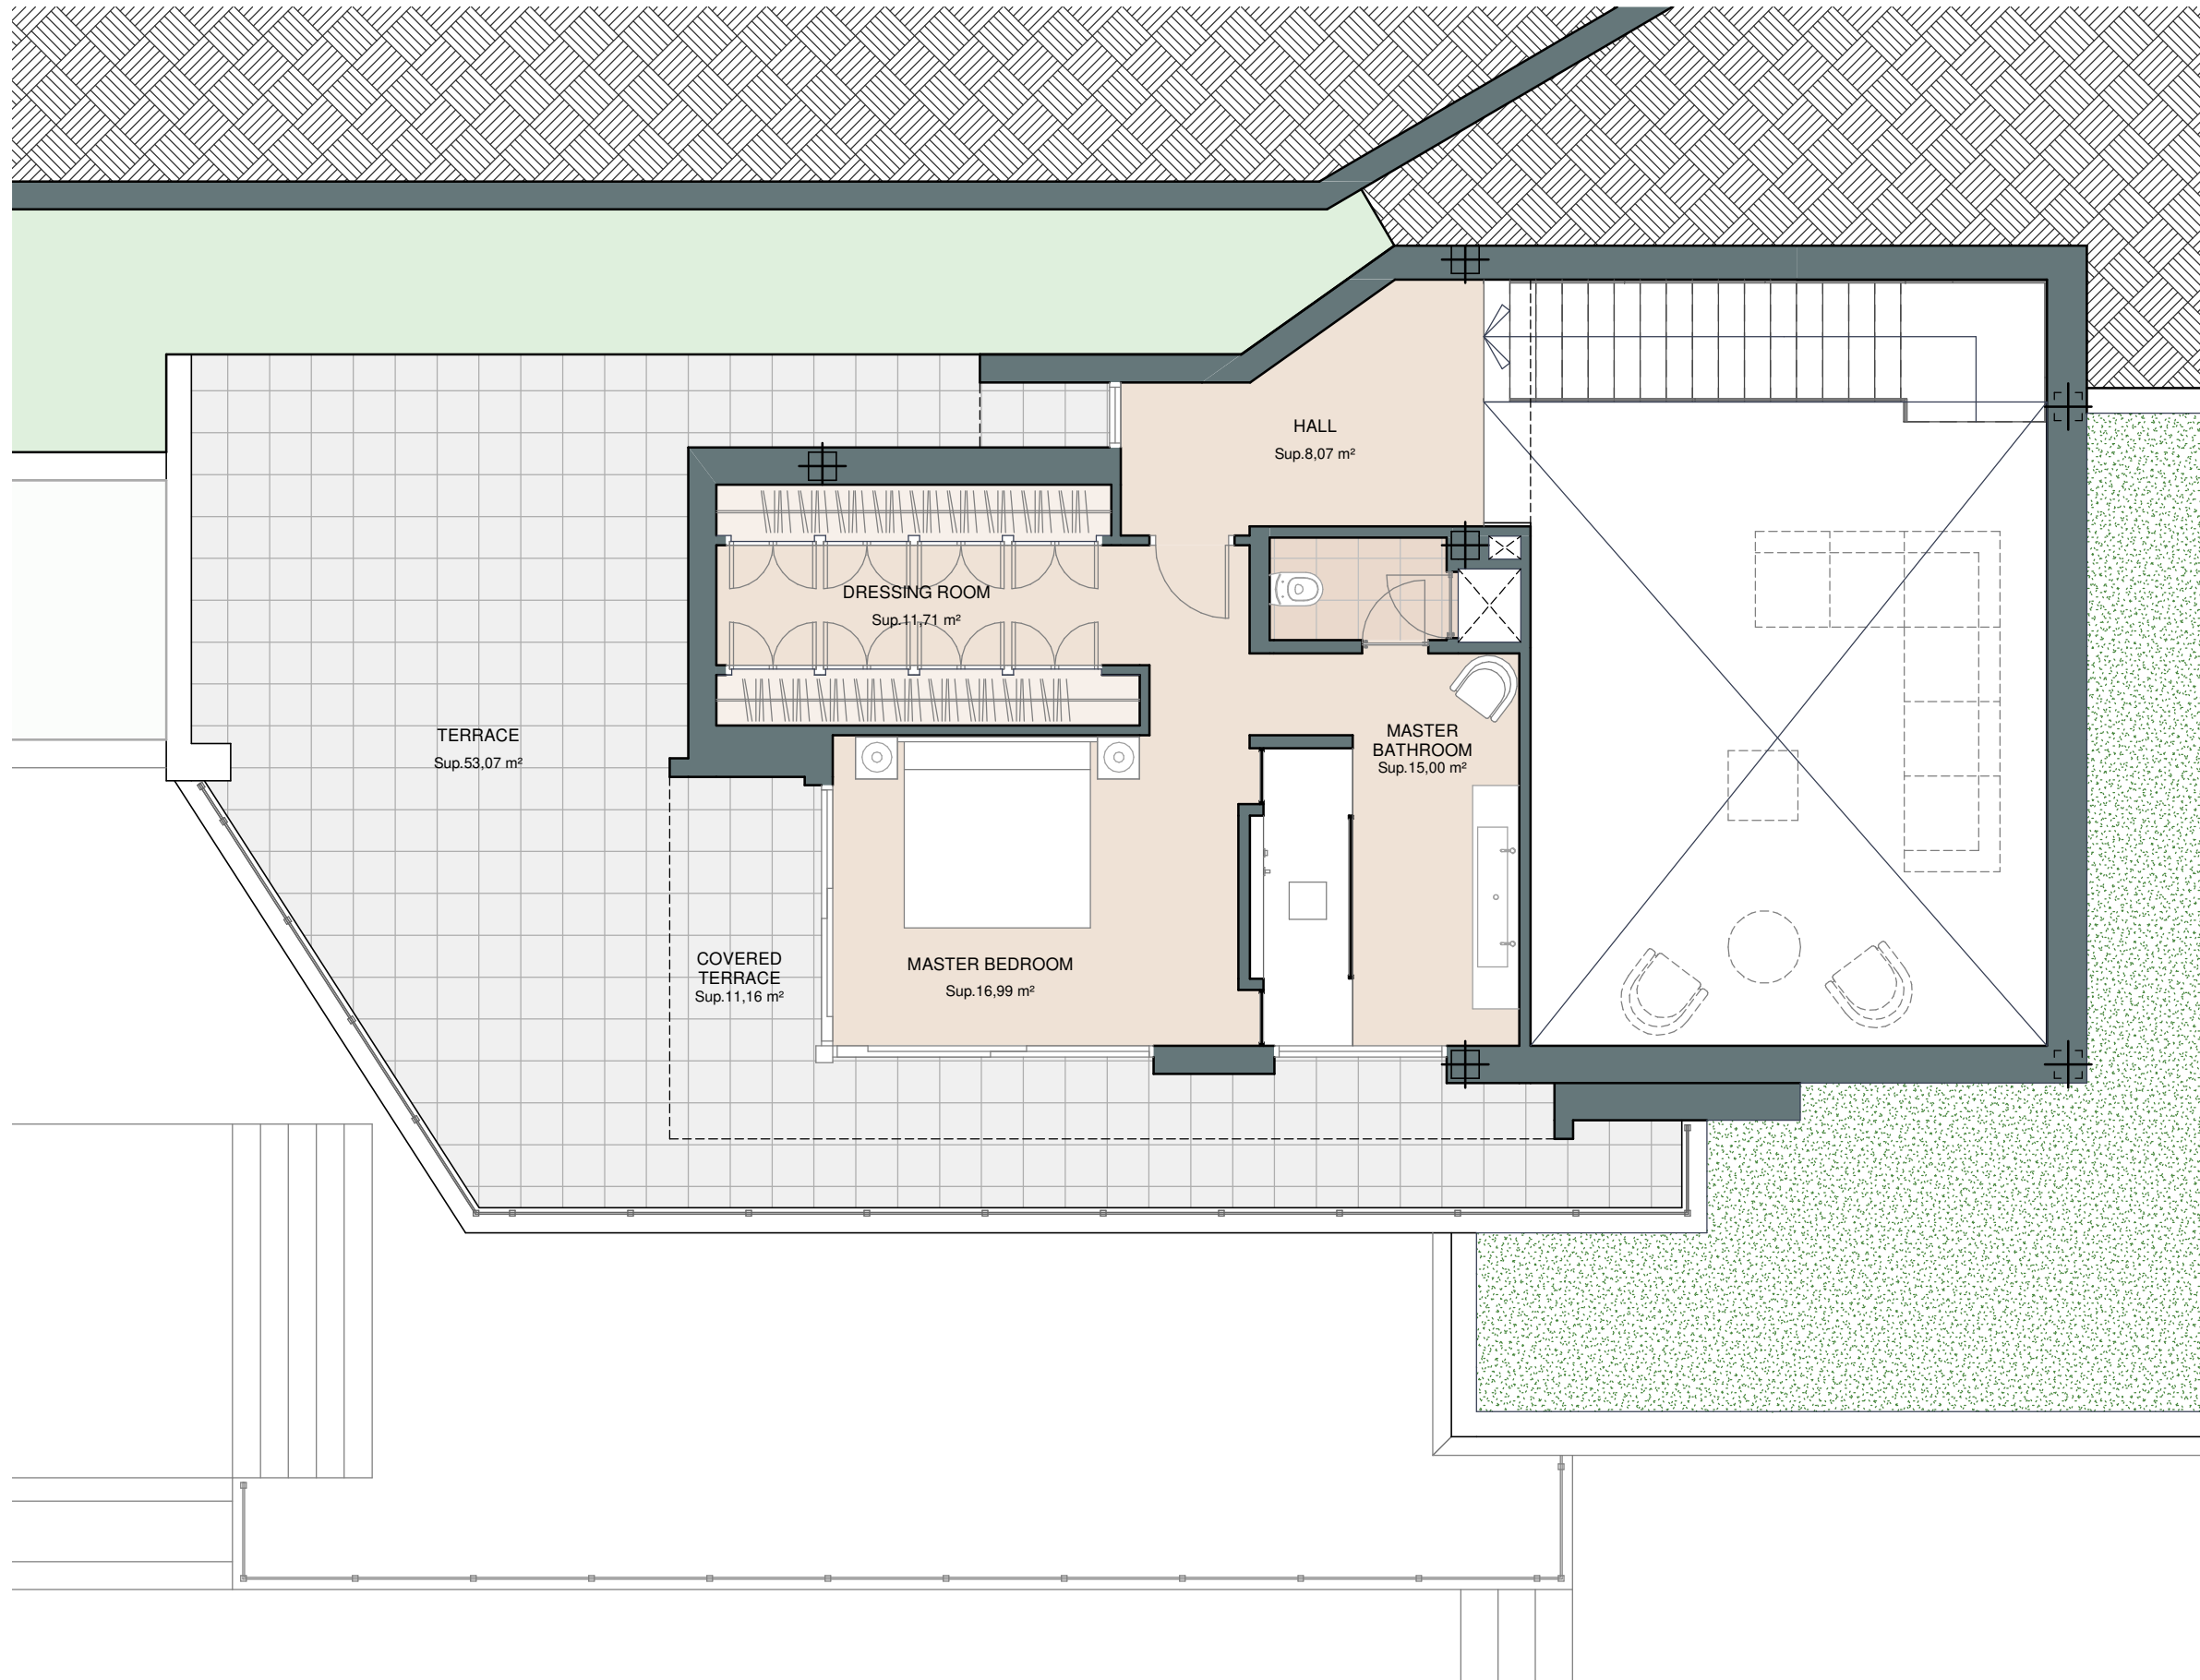 HALL
Sup.8,07 m²
DRESSING ROOM
Sup.11,71 m²
TERRACE
Sup.53,07 m²
MASTER
BATHROOM
Sup.15,00 m²
COVERED
TERRACE
Sup.11,16 m²
MASTER BEDROOM
Sup.16,99 m²